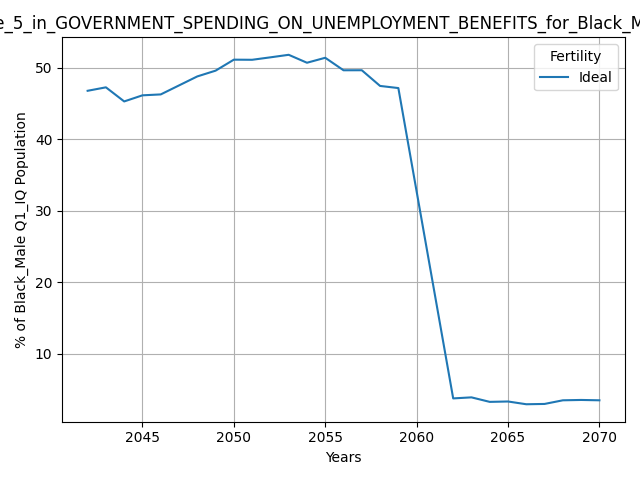 e_5_in_GOVERNMENT_SPENDING_ON_UNEMPLOYMENT_BENEFITS_for_Black_M
Fertility
Ideal
50
40
30
20
10
% of Black_Male Q1_IQ Population
2045 2050 2055 2060 2065 2070
Years